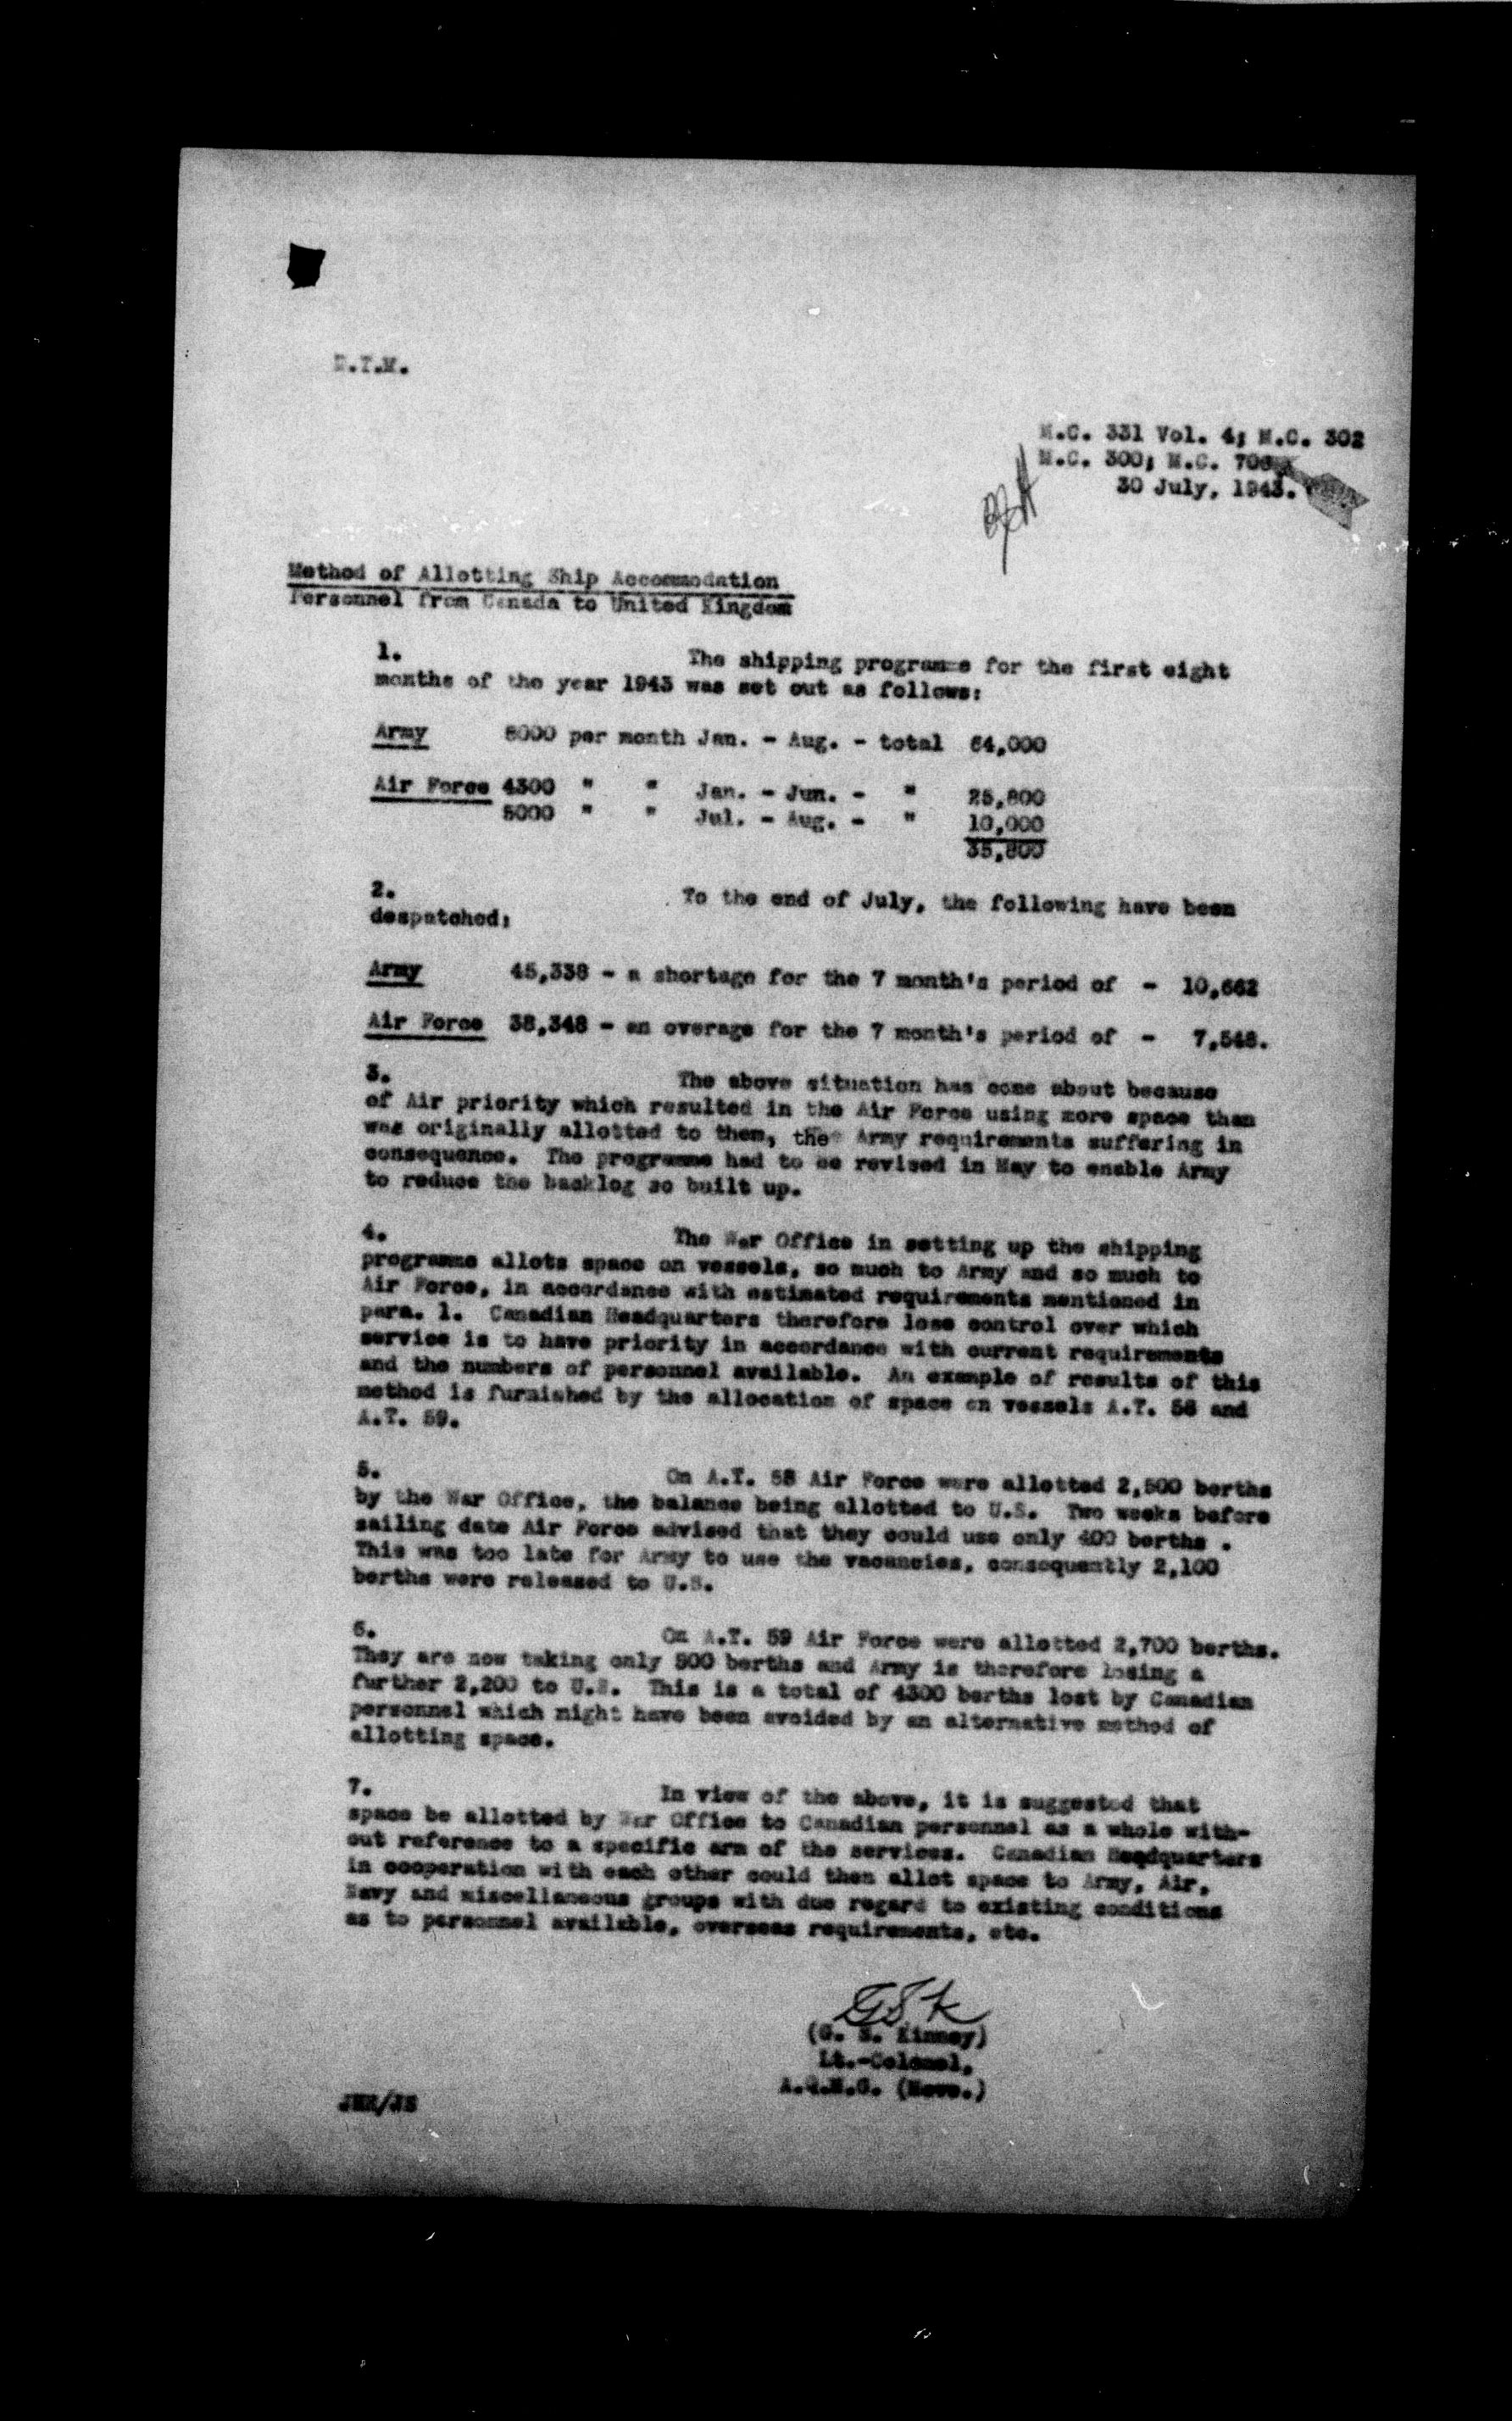 D.T.M.
M.C. 331 Vol. 4; M.C. 302
M.C. 300; M.C. 706
30 July, 1943.
Method of Allotting Ship Accommodation
Personnel from Canada to United Kingdom
1. The shipping programme for the first eight
months of the year 1943 was set out as follows:
Army 8000 per month Jan. - Aug. - total 64,000
Air Force 4300 " " Jan. - Jun. - " 25,800
5000 " " Jul. - Aug. - " 10,000
35,800
2. To the end of July, the following have been
despatched:
Army 45,338 - a shortage for the 7 month's period of - 10,662
Air Force 38,348 - an overage for the 7 month's period of - 7,548.
3. The above situation has come about because
of Air priority which resulted in the Air Force using more space than
was originally allotted to them, the Army requirements suffering in
consequence. The programme had to be revised in May to enable Army
to reduce the backlog so built up.
4. The War Office in setting up the shipping
programme allots space on vessels, so much to Army and so much to
Air Force, in accordance with estimated requirements mentioned in
para. 1. Canadian Headquarters therefore lose control over which
service is to have priority in accordance with current requirements
and the numbers of personnel available. An example of results of this
method is furnished by the allocation of space on vessels A.T. 58 and
A.T. 59.
5. On A.T. 58 Air Force were allotted 2,500 berths
by the War Office, the balance being allotted to U.S. Two weeks before
sailing date Air Force advised that they could use only 400 berths .
This was too late for Army to use the vacancies, consequently 2,100
berths were released to U.S.
6. On A.T. 59 Air Force were allotted 2,700 berths.
They are now taking only 500 berths and Army is therefore losing a
further 2,200 to U.S. This is a total of 4300 berths lost by Canadian
personnel which might have been avoided by an alternative method of
allotting space.
7. In view of the above, it is suggested that
space be allotted by War Office to Canadian personnel as a whole with-
out reference to a specific arm of the services. Canadian Headquarters
in cooperation with each other could then allot space to Army, Air,
Navy and miscellaneous groups with due regard to existing conditions
as to personnel available, overseas requirements, etc.
GSK
(G. S. Kinney)
Lt.-Colonel,
A.Q.M.G. (Movs.)
JHR/JS